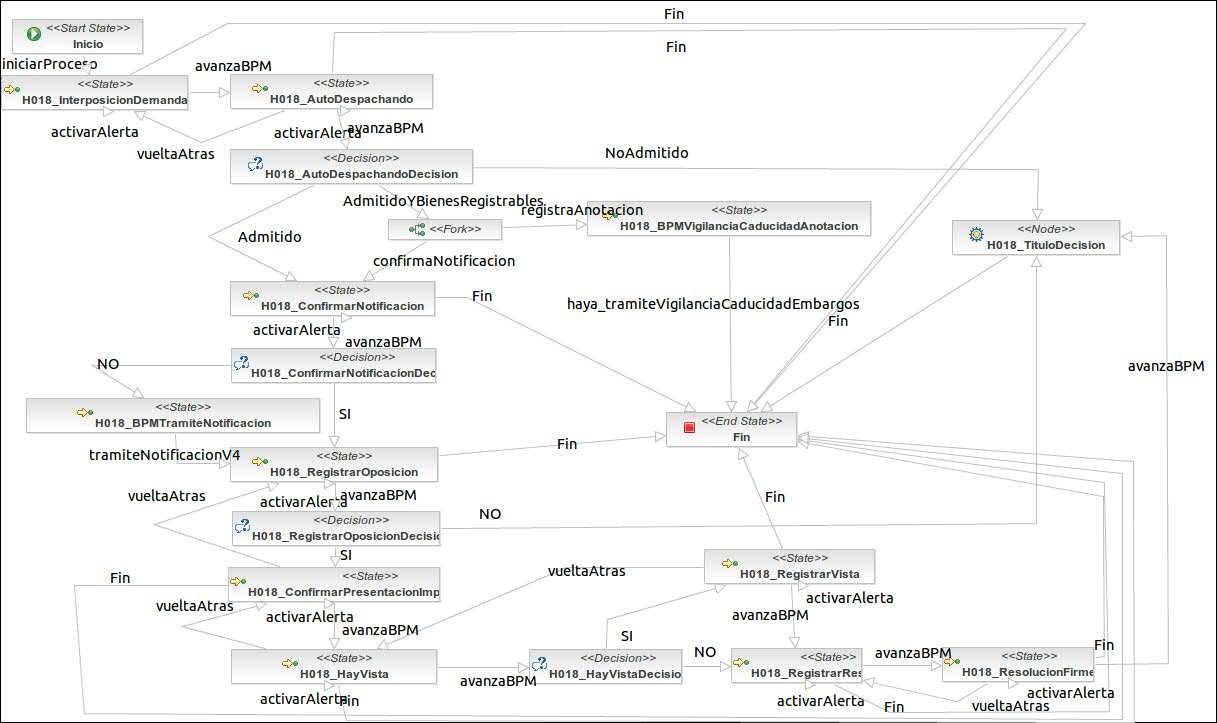 Fin
<<Start State>>
Inicio
Fin
iniciarProceso
avanzaBPM
<<State>>
H018_InterposicionDemanda
<<State>>
H018_AutoDespachando
activarAlerta
activarAlerta
avanzaBPM
vueltaAtras
NoAdmitido
<<Decision>>
H018_AutoDespachandoDecision
AdmitidoYBienesRegistrables
registraAnotacion
<<State>>
H018_BPMVigilanciaCaducidadAnotacion
<<Fork>>
<<Node>>
H018_TituloDecision
Admitido
confirmaNotificacion
<<State>>
H018_ConfirmarNotificacion
Fin
haya_tramiteVigilanciaCaducidadEmbargos
Fin
activarAlerta
avanzaBPM
<<Decision>>
H018_ConfirmarNotificacionDec
NO
avanzaBPM
<<State>>
H018_BPMTramiteNotificacion
SI
<<End State>>
Fin
Fin
tramiteNotificacionV4
<<State>>
H018_RegistrarOposicion
vueltaAtras
activarAlerta
avanzaBPM
Fin
<<Decision>>
H018_RegistrarOposicionDecisi
NO
SI
<<State>>
H018_RegistrarVista
vueltaAtras
Fin
<<State>>
H018_ConfirmarPresentacionImp
vueltaAtras
activarAlerta
activarAlerta
avanzaBPM
avanzaBPM
SI
<<State>>
H018_HayVista
avanzaBPM
<<Decision>>
H018_HayVistaDecisio
NO
<<State>>
H018_RegistrarRes
avanzaBPM
<<State>>
H018_ResolucionFirme
Fin
activarAlerta
Fin
activarAlerta
Fin
vueltaAtras
activarAlerta